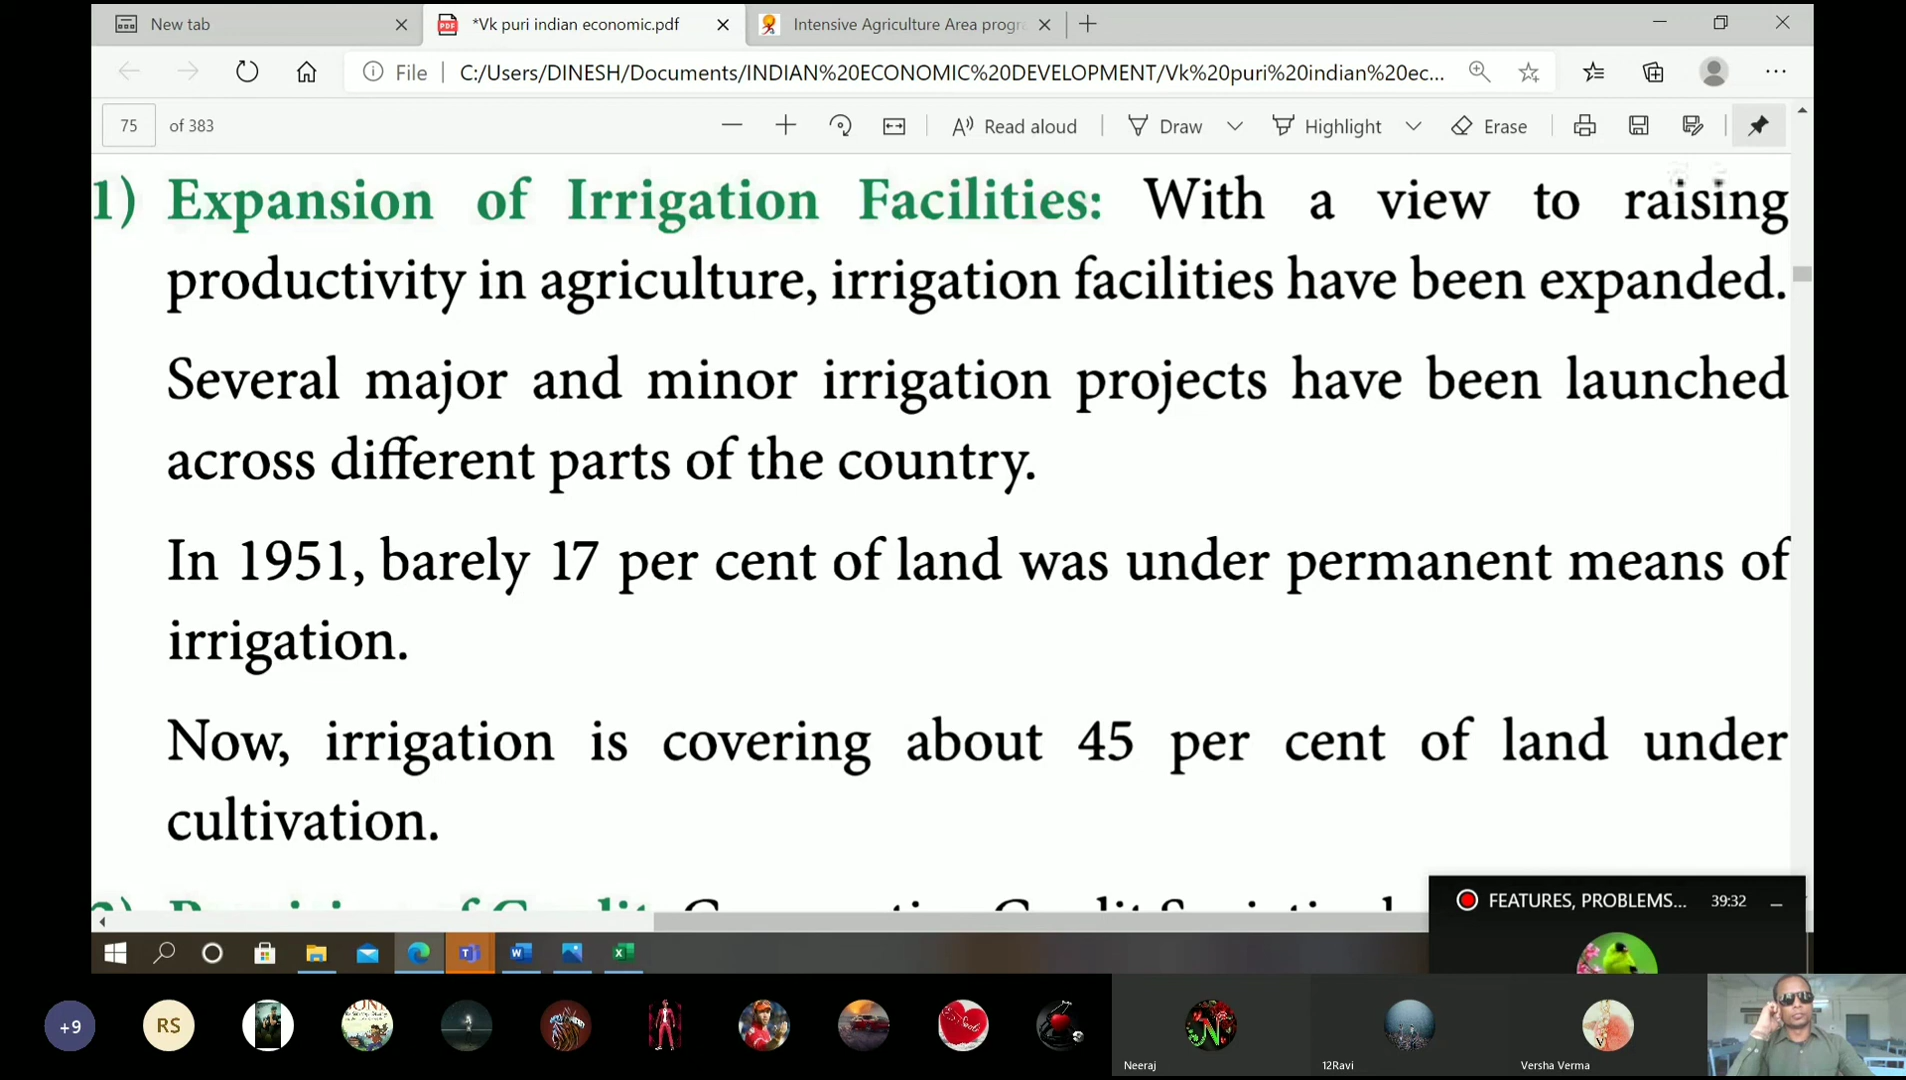 New tab
*Vk puri indian economic.pdf
Intensive Agriculture Area progr
File
C:/Users/DINESH/Documents/INDIAN%20ECONOMIC%20DEVELOPMENT/Vk%20puri%20indian%20ec...
75 of 383
Read aloud
Draw
Highlight
Erase
1) Expansion of Irrigation Facilities: With a view to raising
productivity in agriculture, irrigation facilities have been expanded.
Several major and minor irrigation projects have been launched
across different parts of the country.
In 1951, barely 17 per cent of land was under permanent means of
irrigation.
Now, irrigation is covering about 45 per cent of land under
cultivation.
FEATURES, PROBLEMS... 39:32
+9
RS
Neeraj
12Ravi
Versha Verma